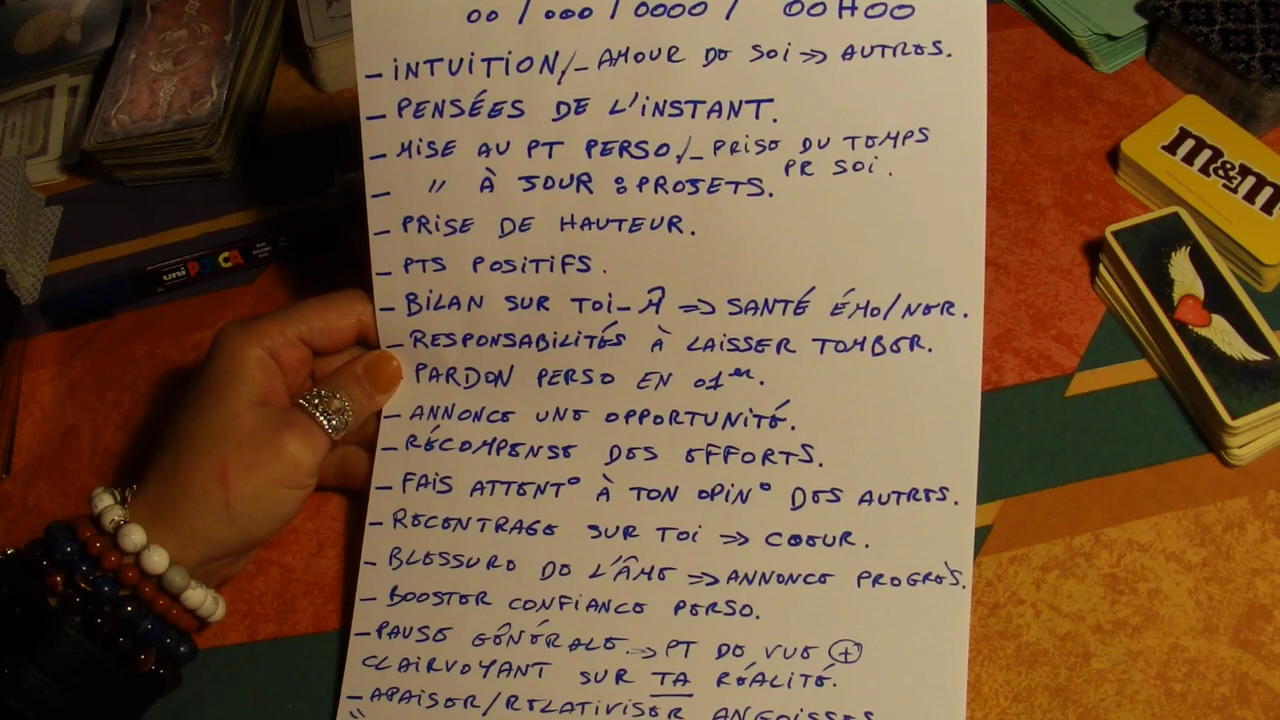 00 / 000 / 0000 / 00H00
- INTUITION/- AMOUR DE SOI => AUTRES.
- PENSÉES DE L'INSTANT.
- MISE AU PT PERSO/- PRISE DU TEMPS
PR SOI.
- " À JOUR : PROJETS.
- PRISE DE HAUTEUR.
- PTS POSITIFS.
- BILAN SUR TOI-M̂ => SANTÉ ÉMO/NER.
- RESPONSABILITÉS À LAISSER TOMBER.
PARDON PERSO EN 01er.
- ANNONCE UNE OPPORTUNITÉ.
- RÉCOMPENSE DES EFFORTS.
- FAIS ATTENT° À TON OPIN° DES AUTRES.
- RECENTRAGE SUR TOI => COEUR.
- BLESSURE DE L'ÂME => ANNONCE PROGRÈS.
- BOOSTER CONFIANCE PERSO.
- PAUSE GÉNÉRALE. -> PT DE VUE +
CLAIRVOYANT SUR TA RÉALITÉ.
- APAISER/RELATIVISER ANGOISSES
uni POSCA
M&M